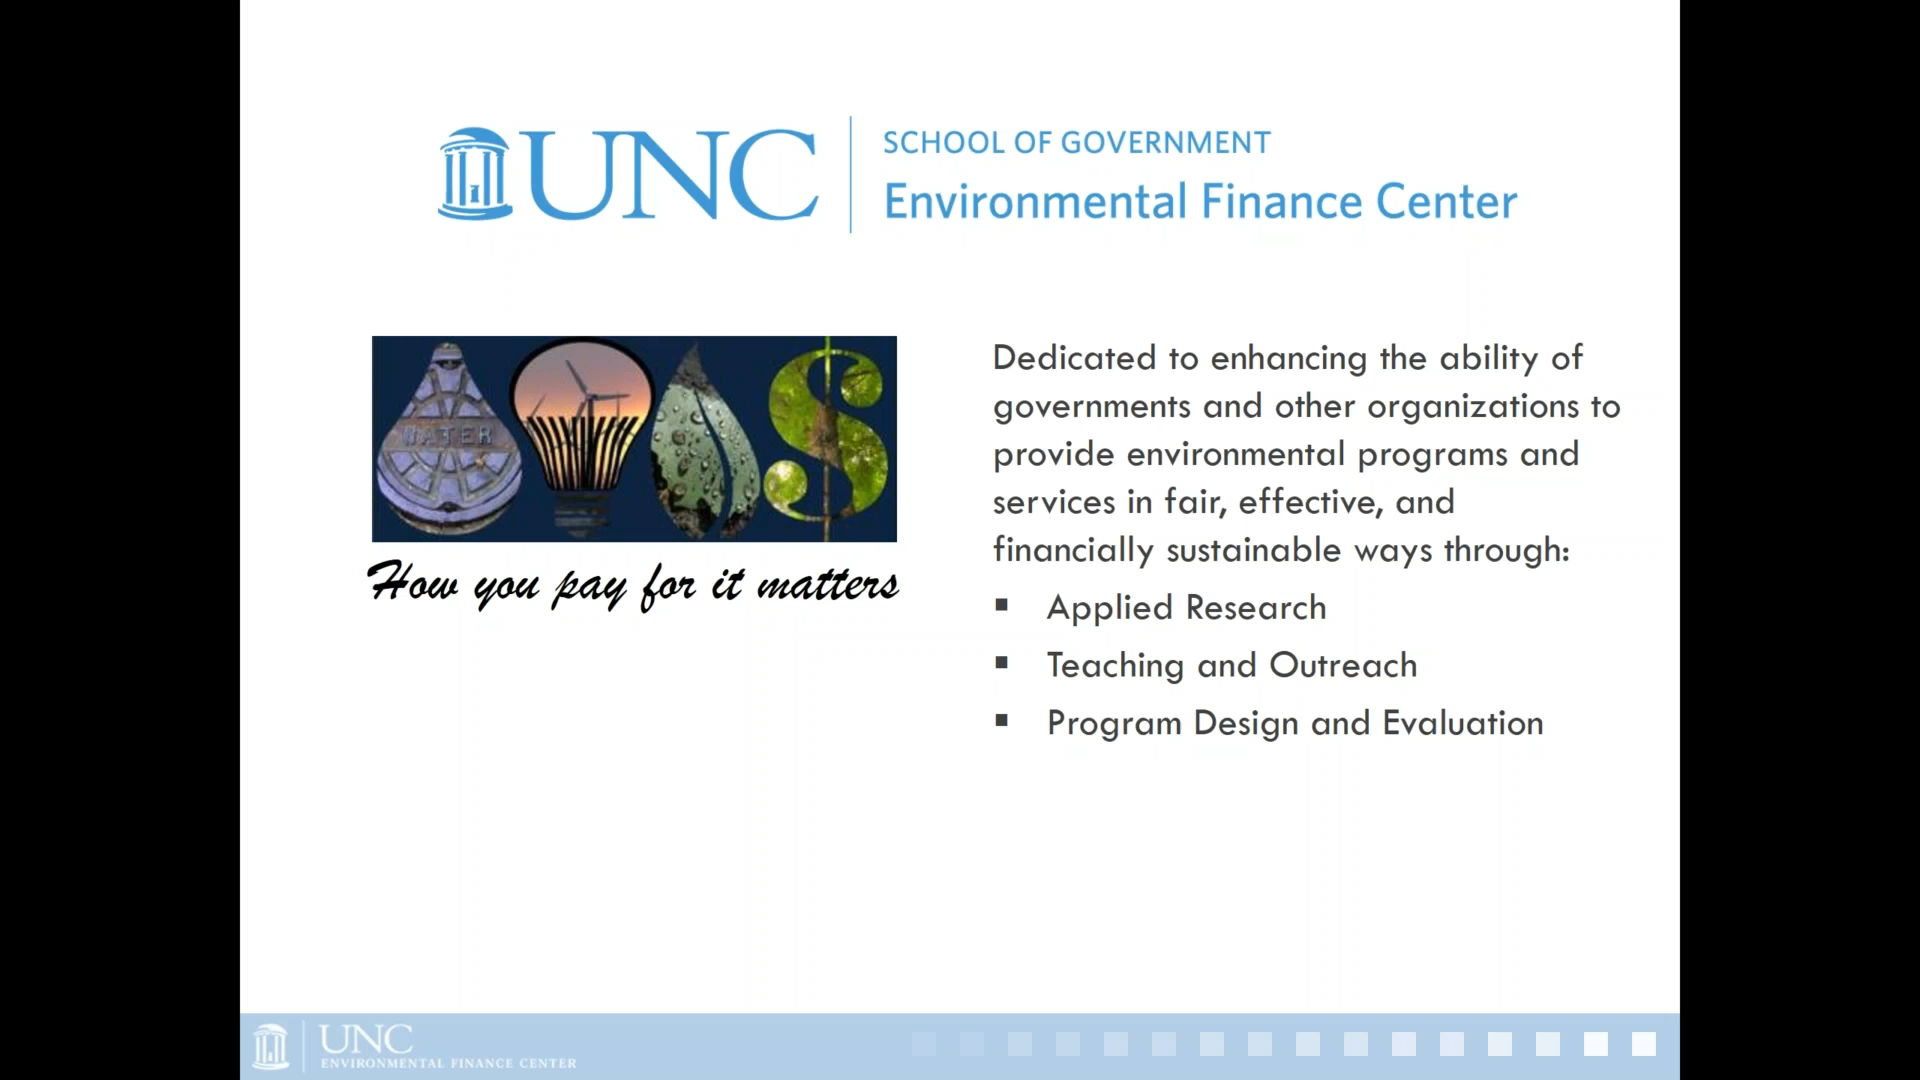 UNC
SCHOOL OF GOVERNMENT
Environmental Finance Center
WATER
How you pay for it matters
Dedicated to enhancing the ability of
governments and other organizations to
provide environmental programs and
services in fair, effective, and
financially sustainable ways through:
▪ Applied Research
▪ Teaching and Outreach
▪ Program Design and Evaluation
UNC
ENVIRONMENTAL FINANCE CENTER